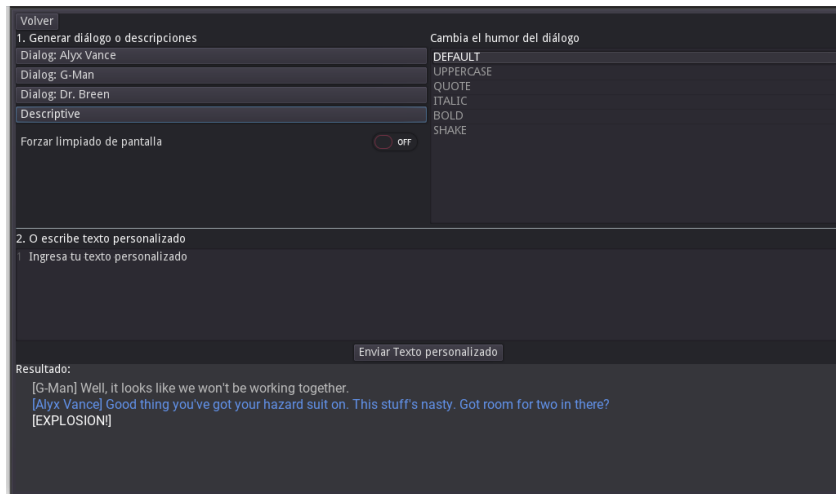 Volver
1. Generar diálogo o descripciones
Dialog: Alyx Vance
Dialog: G-Man
Dialog: Dr. Breen
Descriptive
Forzar limpiado de pantalla
OFF
Cambia el humor del diálogo
DEFAULT
UPPERCASE
QUOTE
ITALIC
BOLD
SHAKE
2. O escribe texto personalizado
1 Ingresa tu texto personalizado
Enviar Texto personalizado
Resultado:
[G-Man] Well, it looks like we won't be working together.
[Alyx Vance] Good thing you've got your hazard suit on. This stuff's nasty. Got room for two in there?
[EXPLOSION!]